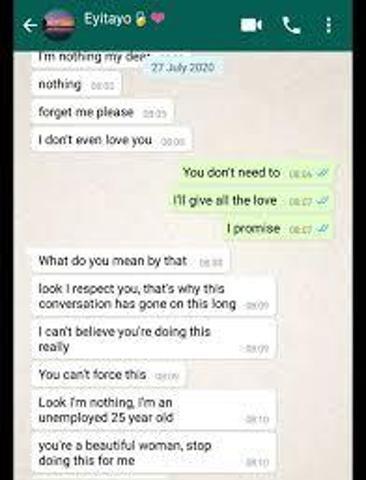 Eyitayo
I'm nothing my dear
27 July 2020
nothing 08:05
forget me please 08:05
I don't even love you 08:06
You don't need to 08:06
I'll give all the love 08:07
I promise 08:07
What do you mean by that 08:08
look I respect you, that's why this
conversation has gone on this long 08:09
I can't believe you're doing this
really 08:09
You can't force this 08:09
Look I'm nothing, I'm an
unemployed 25 year old 08:10
you're a beautiful woman, stop
doing this for me 08:10